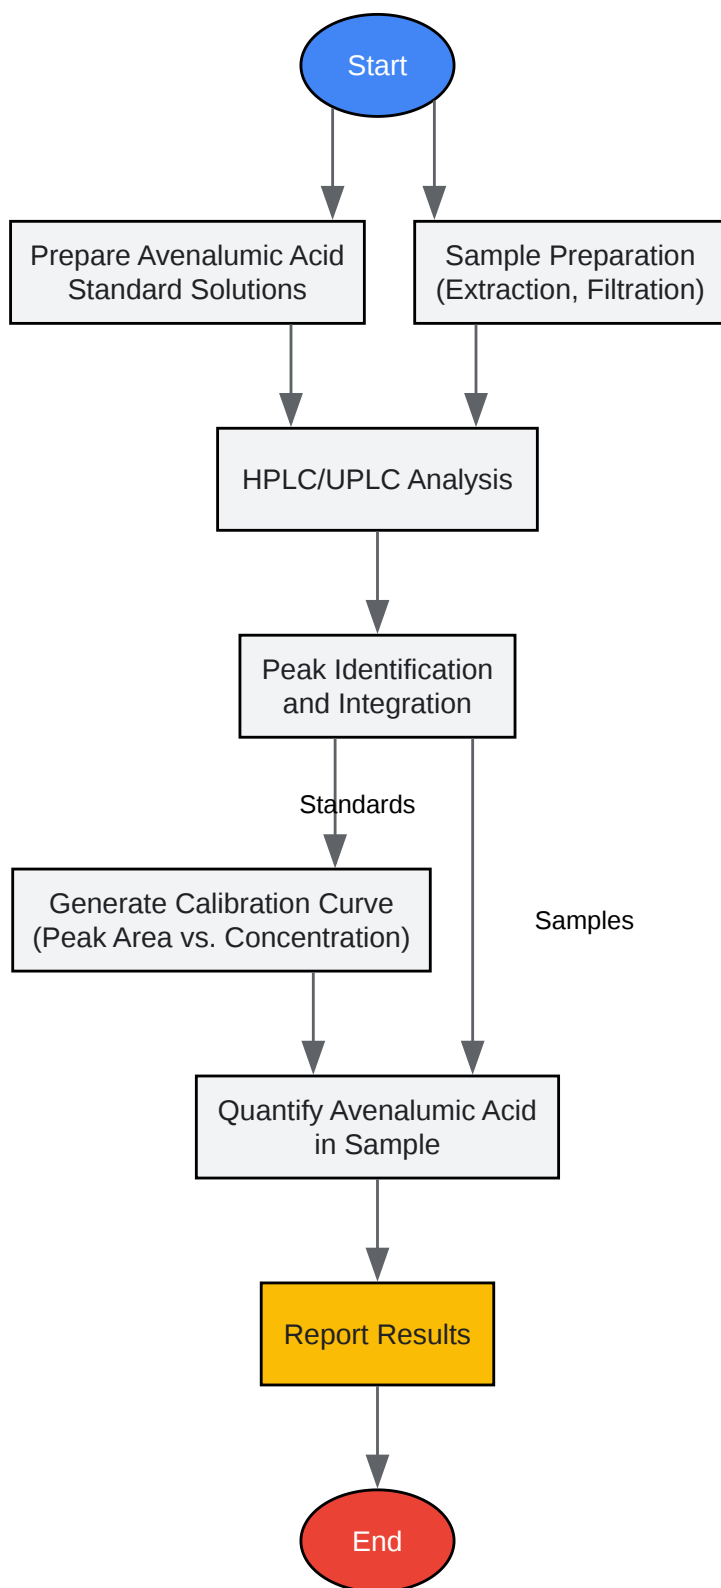 Start
Prepare Avenalumic Acid
Standard Solutions
Sample Preparation
(Extraction, Filtration)
HPLC/UPLC Analysis
Peak Identification
and Integration
Standards
Generate Calibration Curve
(Peak Area vs. Concentration)
Samples
Quantify Avenalumic Acid
in Sample
Report Results
End